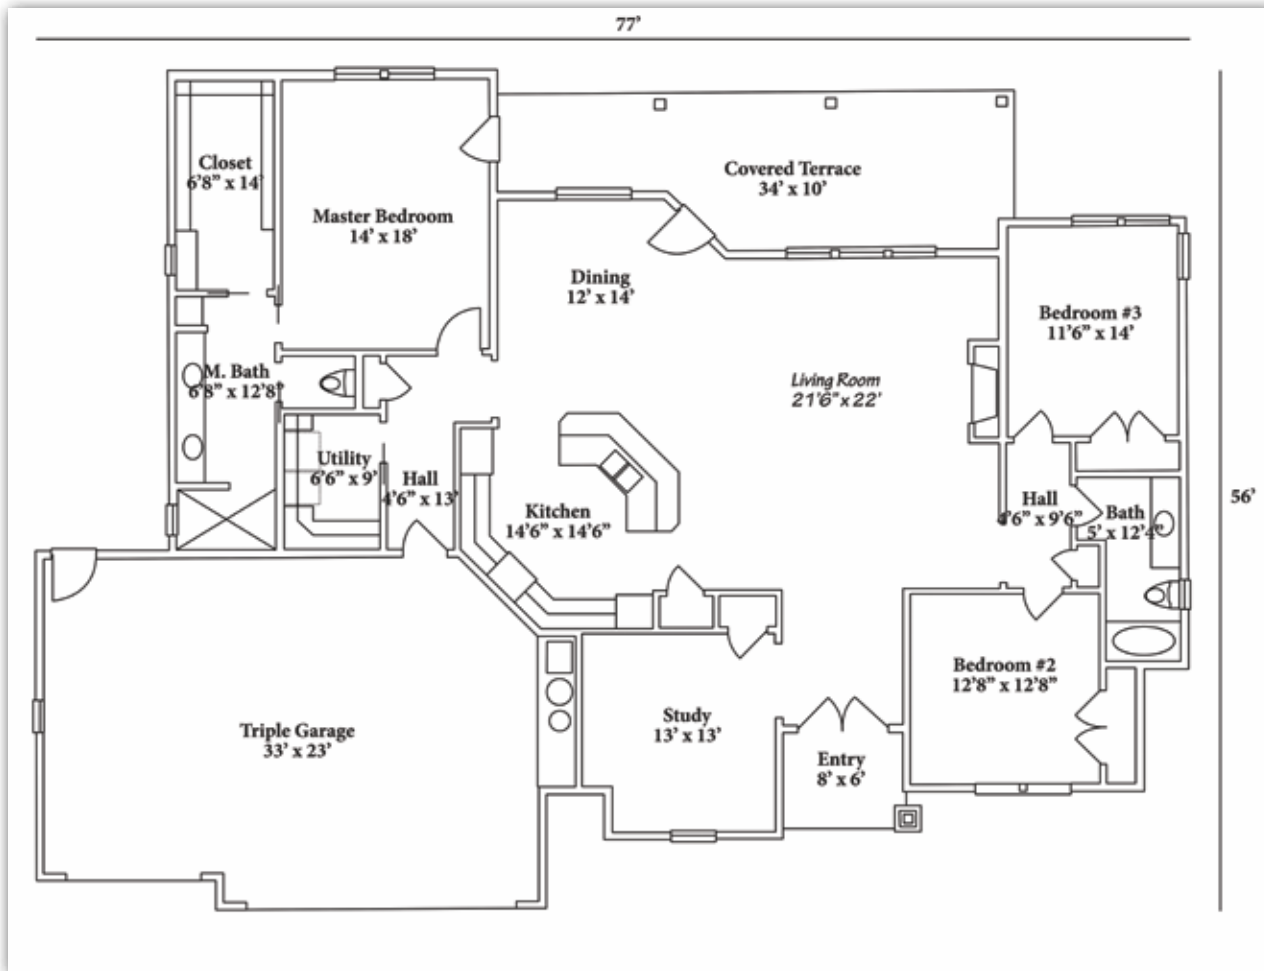 77’
Closet
6’8” x 14’
Master Bedroom
14’ x 18’
Covered Terrace
34’ x 10’
Dining
12’ x 14’
Bedroom #3
11’6” x 14’
M. Bath
6’8” x 12’8”
Living Room
21'6" x 22'
Utility
6’6” x 9’
Hall
4’6” x 13’
Kitchen
14’6” x 14’6”
Hall
4’6” x 9’6”
Bath
5’ x 12’4”
56’
Bedroom #2
12’8” x 12’8”
Triple Garage
33’ x 23’
Study
13’ x 13’
Entry
8’ x 6’